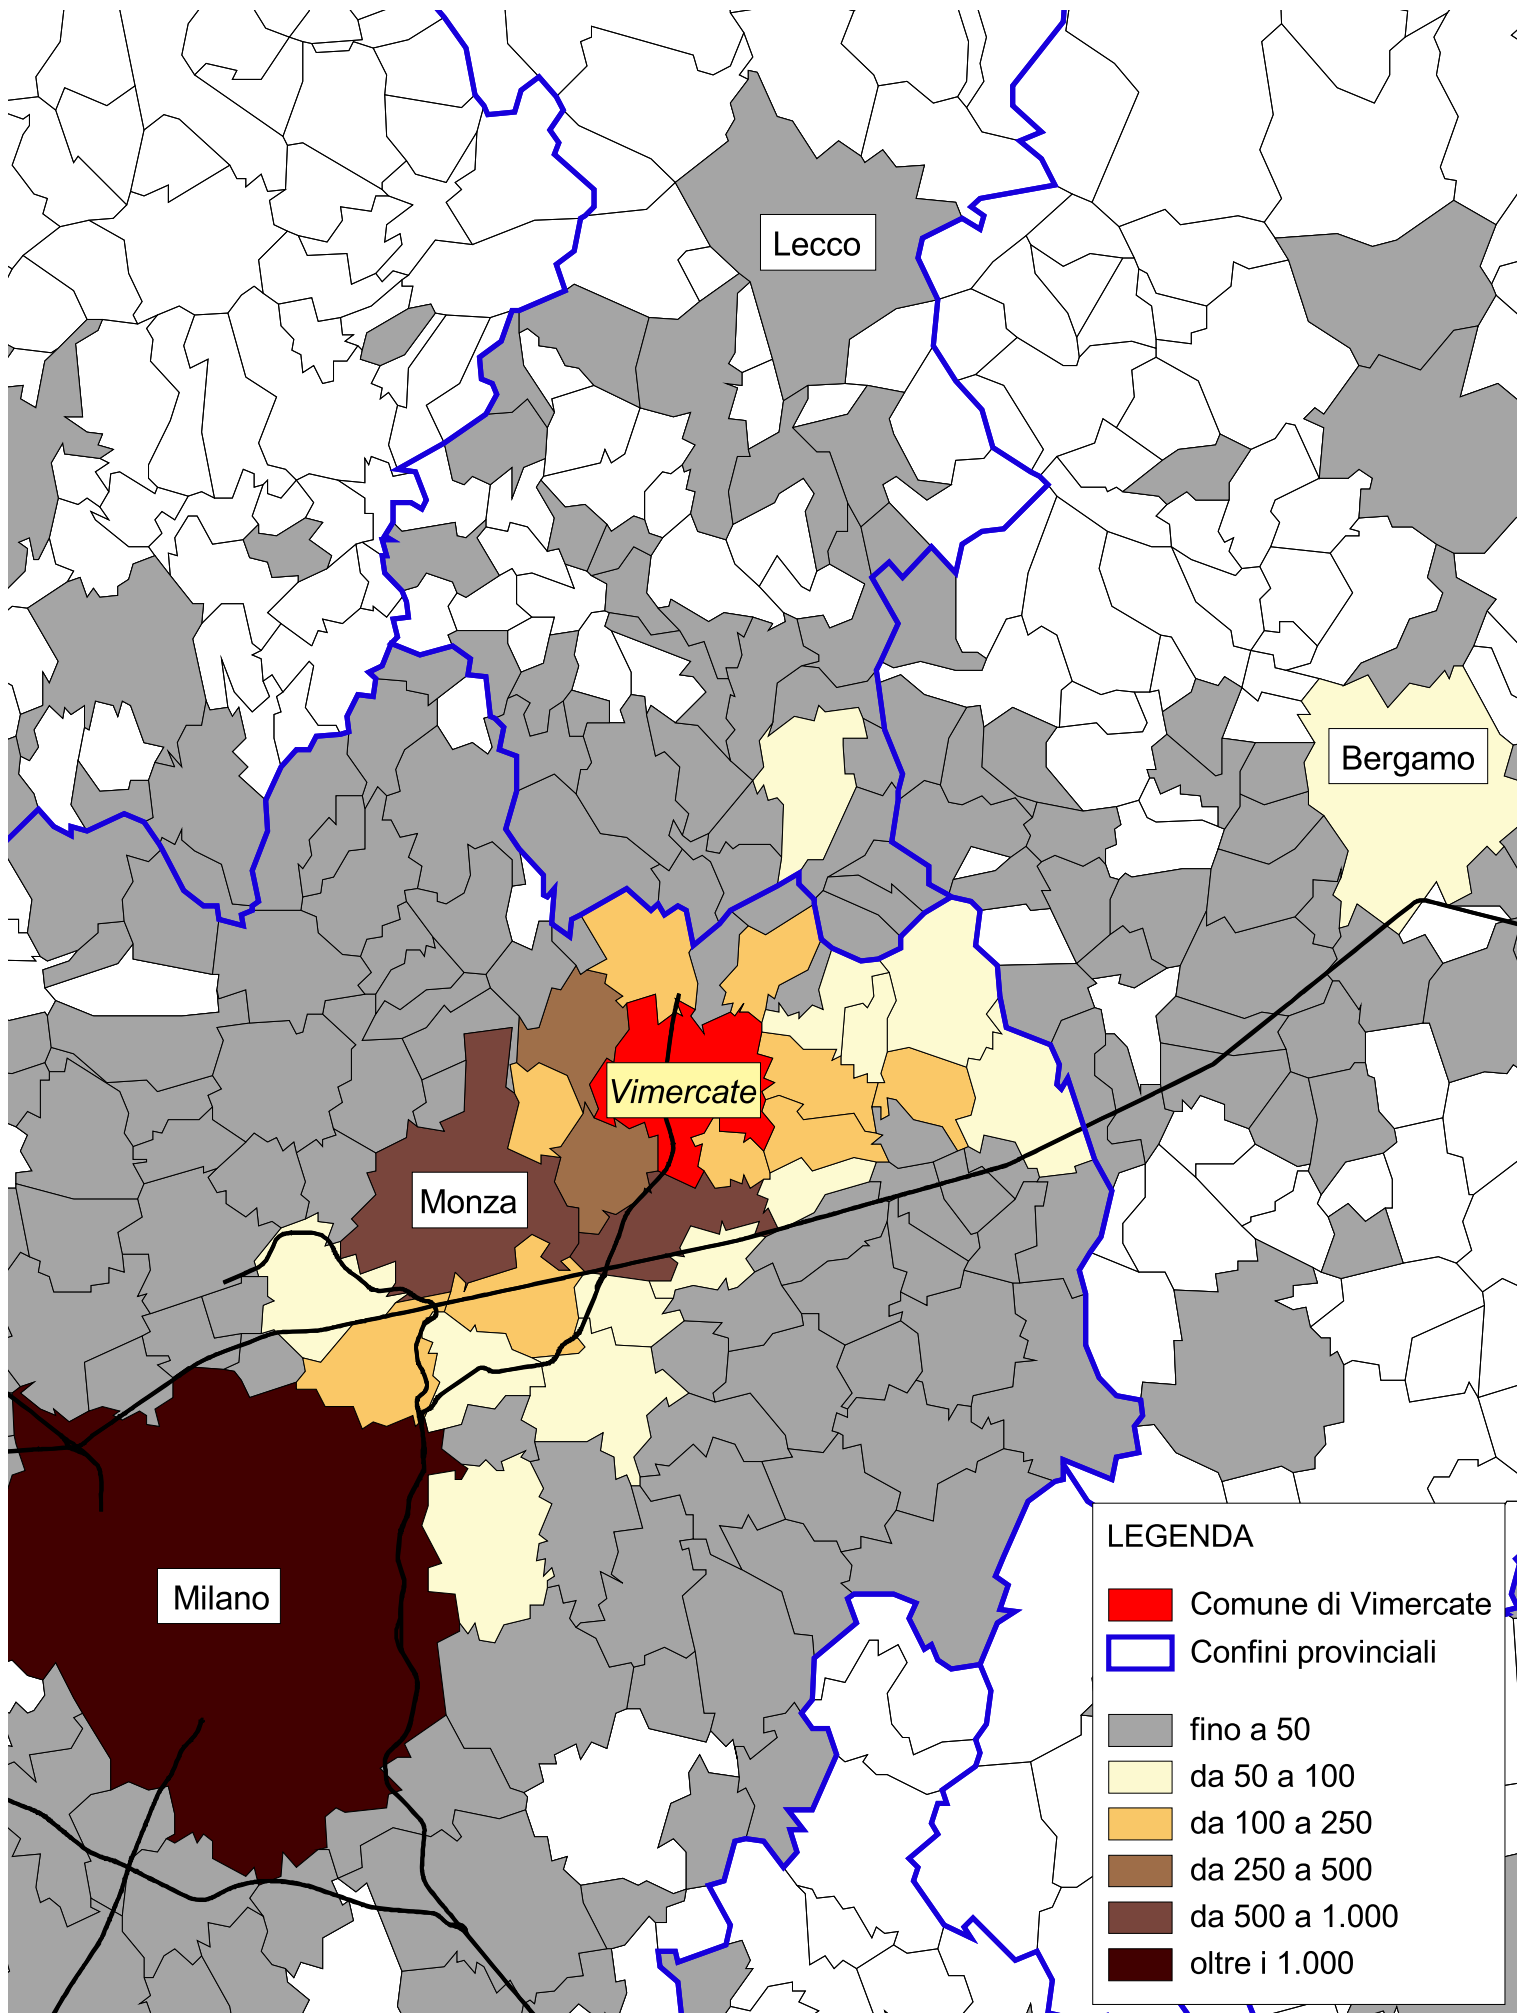 Lecco
Bergamo
Vimercate
Monza
Milano
LEGENDA
Comune di Vimercate
Confini provinciali
fino a 50
da 50 a 100
da 100 a 250
da 250 a 500
da 500 a 1.000
oltre i 1.000